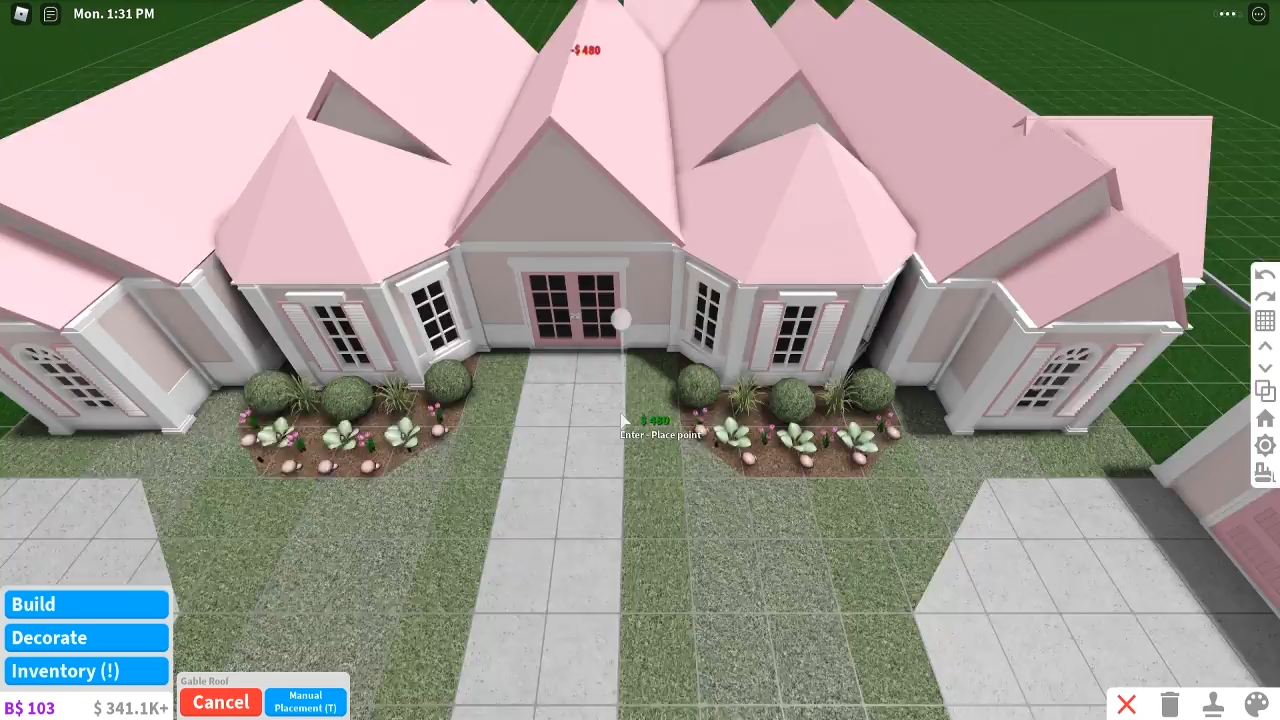 Mon. 1:31 PM
-$480
$ 480
Enter - Place point
Build
Decorate
Inventory (!)
B$ 103
$ 341.1K+
Gable Roof
Cancel
Manual
Placement (T)